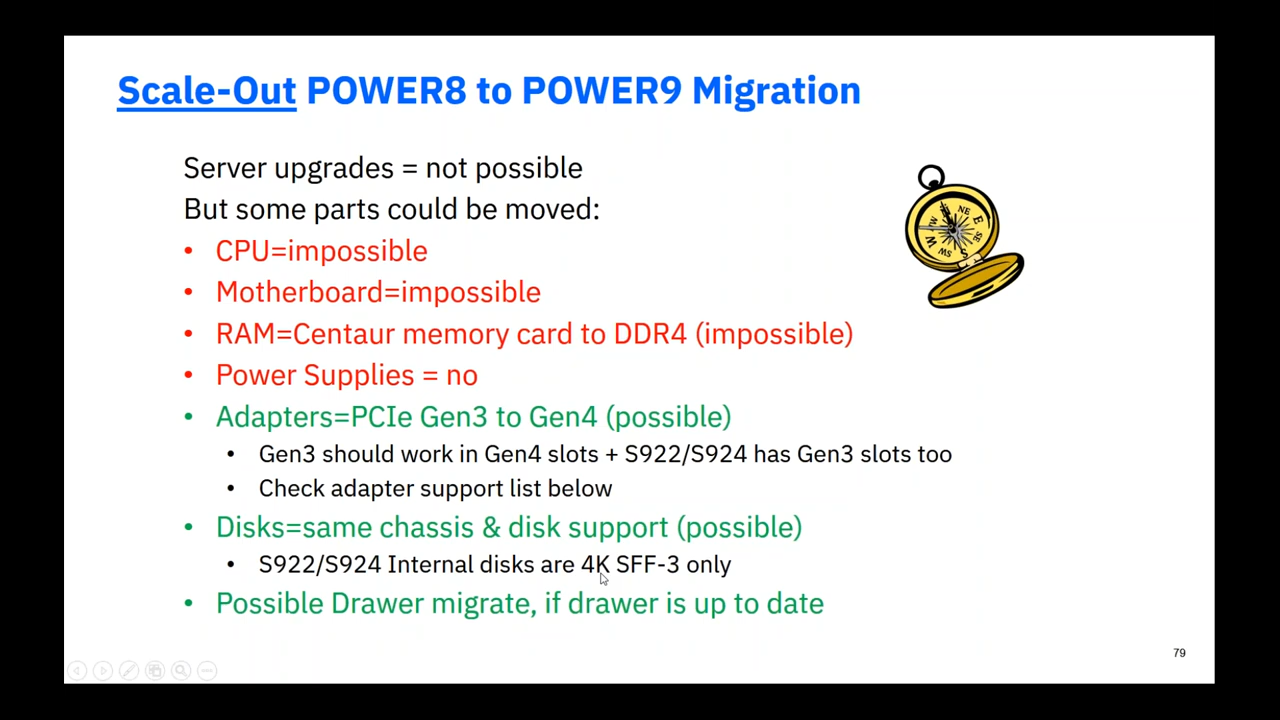 Scale-Out POWER8 to POWER9 Migration
Server upgrades = not possible
But some parts could be moved:
• CPU=impossible
• Motherboard=impossible
• RAM=Centaur memory card to DDR4 (impossible)
• Power Supplies = no
• Adapters=PCIe Gen3 to Gen4 (possible)
• Gen3 should work in Gen4 slots + S922/S924 has Gen3 slots too
• Check adapter support list below
• Disks=same chassis & disk support (possible)
• S922/S924 Internal disks are 4K SFF-3 only
• Possible Drawer migrate, if drawer is up to date
NE
E
SE
S
SW
W
79